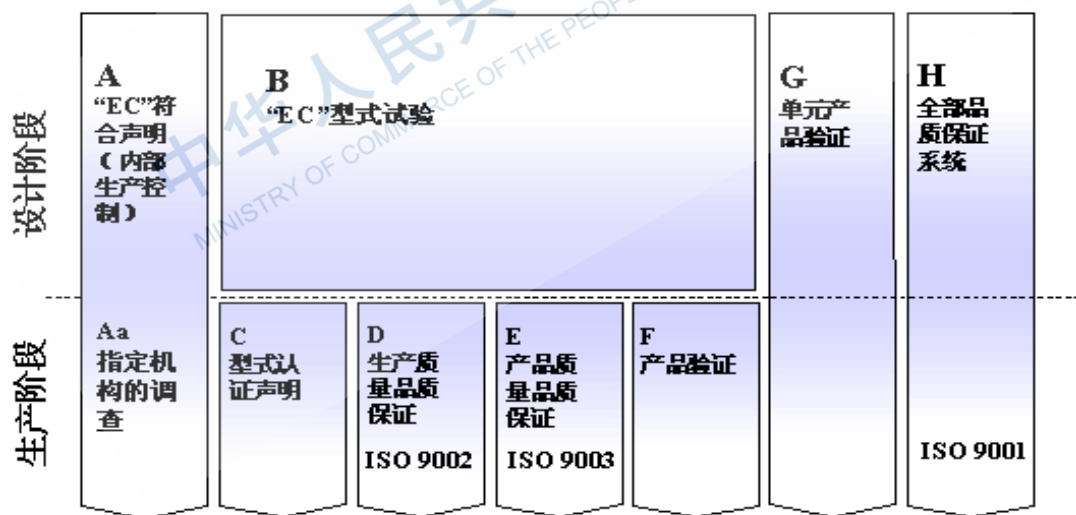 中华人民共
MINISTRY OF COMMERCE OF THE PEOPLE
设计阶段
A
“EC”符
合声明
（内部
生产控
制）
B
“EC”型式试验
G
单元产
品验证
H
全部品
质保证
系统
生产阶段
Aa
指定机
构的调
查
C
型式认
证声明
D
生产质
量品质
保证
ISO 9002
E
产品质
量品质
保证
ISO 9003
F
产品验证
ISO 9001